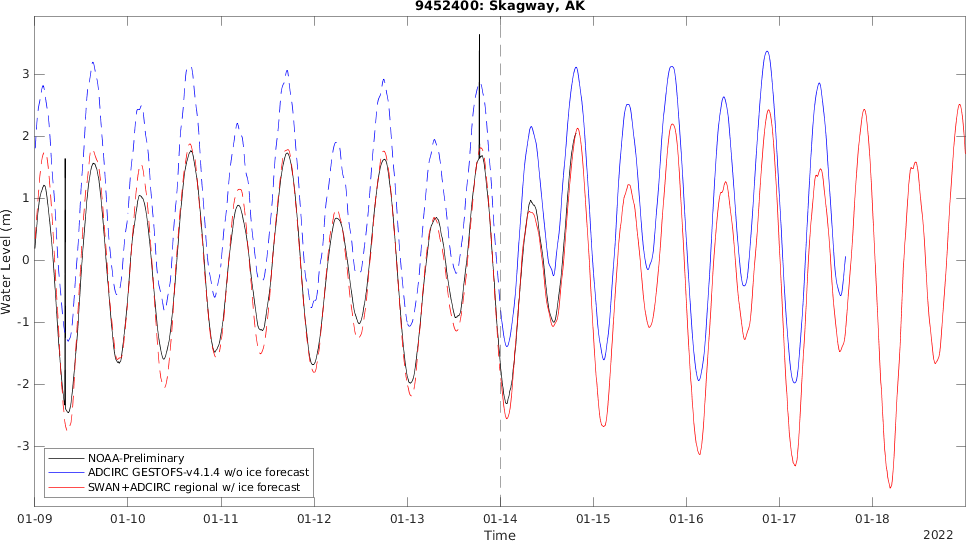 9452400: Skagway, AK
Water Level (m)
3
2
1
0
-1
-2
-3
NOAA-Preliminary
ADCIRC GESTOFS-v4.1.4 w/o ice forecast
SWAN+ADCIRC regional w/ ice forecast
01-09 01-10 01-11 01-12 01-13 01-14 01-15 01-16 01-17 01-18
Time
2022